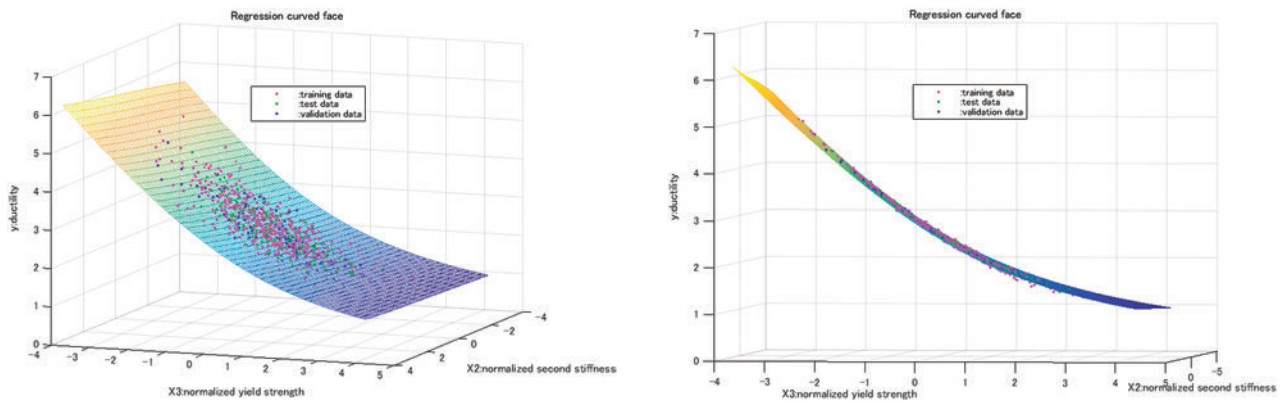 Regression curved face
7
6
5
4
3
2
1
0
y:ductility
:training data
:test data
:validation data
-4 -3 -2 -1 0 1 2 3 4 5
X3:normalized yield strength
4 2 0 -2 -4
X2:normalized second stiffness
Regression curved face
7
6
5
4
3
2
1
0
y:ductility
:training data
:test data
:validation data
-4 -3 -2 -1 0 1 2 3 4 5
X3:normalized yield strength
0 -5
X2:normalized second stiffness